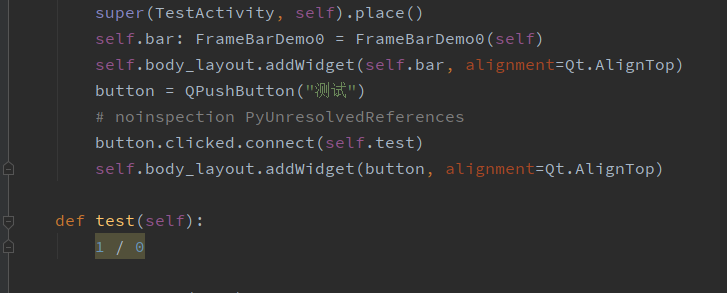 super(TestActivity, self).place()
self.bar: FrameBarDemo0 = FrameBarDemo0(self)
self.body_layout.addWidget(self.bar, alignment=Qt.AlignTop)
button = QPushButton("测试")
# noinspection PyUnresolvedReferences
button.clicked.connect(self.test)
self.body_layout.addWidget(button, alignment=Qt.AlignTop)
def test(self):
1 / 0